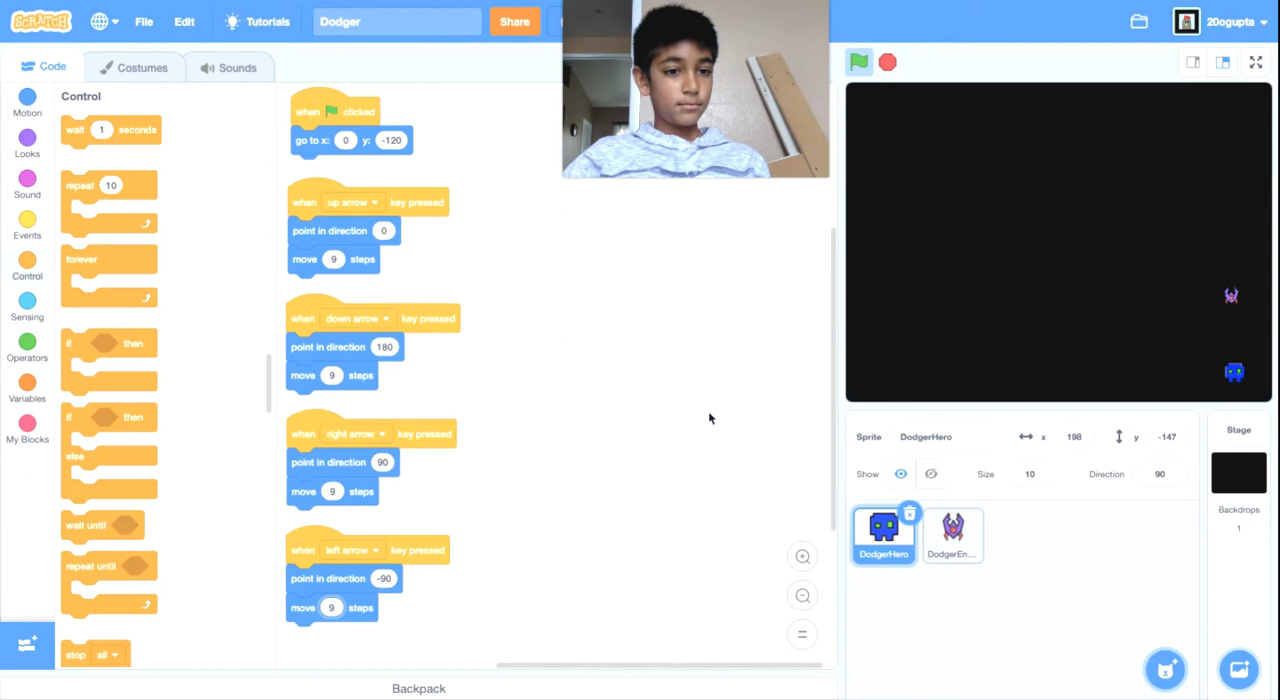 SCRATCH
File
Edit
Tutorials
Dodger
Share
20ogupta
Code
Costumes
Sounds
Motion
Looks
Sound
Events
Control
Sensing
Operators
Variables
My Blocks
Control
wait 1 seconds
repeat 10
forever
if then
if then
else
wait until
repeat until
stop all
when clicked
go to x: 0 y: -120
when up arrow key pressed
point in direction 0
move 9 steps
when down arrow key pressed
point in direction 180
move 9 steps
when right arrow key pressed
point in direction 90
move 9 steps
when left arrow key pressed
point in direction -90
move 9 steps
Backpack
Sprite DodgerHero x 198 y -147
Show Size 10 Direction 90
DodgerHero
DodgerEn...
Stage
Backdrops
1